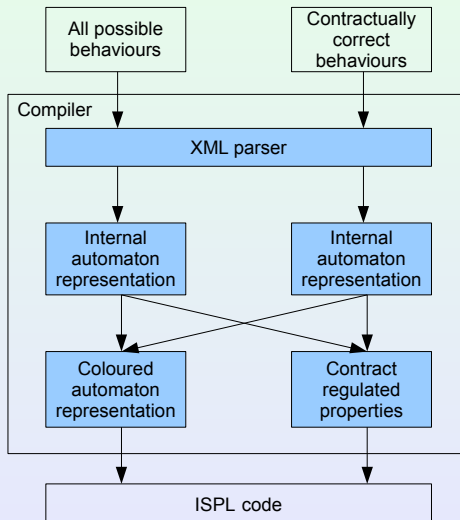 All possible
behaviours
Contractually
correct
behaviours
Compiler
XML parser
Internal
automaton
representation
Internal
automaton
representation
Coloured
automaton
representation
Contract
regulated
properties
ISPL code